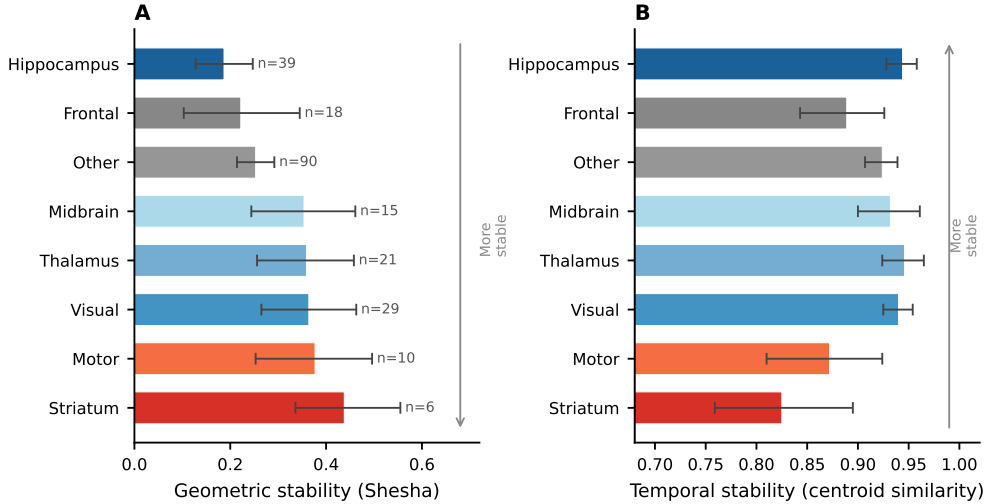 A
Hippocampus
n=39
Frontal
n=18
Other
n=90
Midbrain
n=15
Thalamus
n=21
Visual
n=29
Motor
n=10
Striatum
n=6
More
stable
0.0
0.2
0.4
0.6
Geometric stability (Shesha)
B
Hippocampus
Frontal
Other
Midbrain
Thalamus
Visual
Motor
Striatum
More
stable
0.70
0.75
0.80
0.85
0.90
0.95
1.00
Temporal stability (centroid similarity)